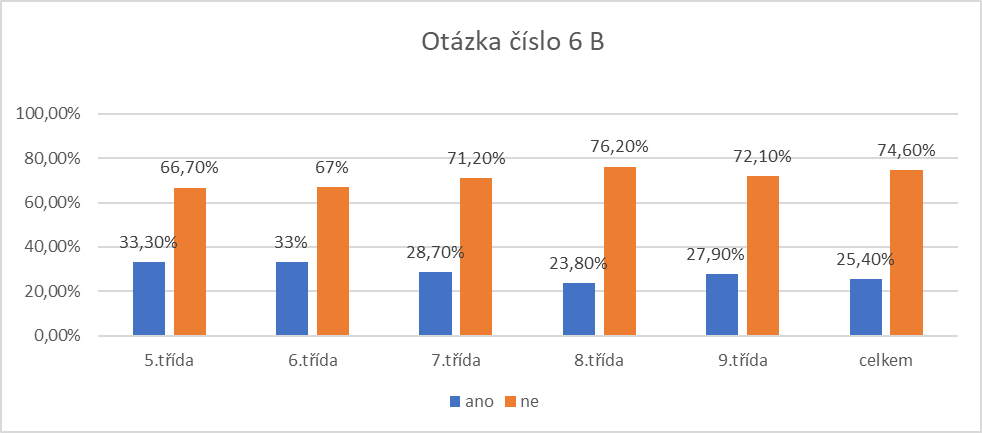 Otázka číslo 6 B
100,00%
80,00%
60,00%
40,00%
20,00%
0,00%
66,70%
67%
71,20%
76,20%
72,10%
74,60%
33,30%
33%
28,70%
23,80%
27,90%
25,40%
5.třída
6.třída
7.třída
8.třída
9.třída
celkem
ano
ne